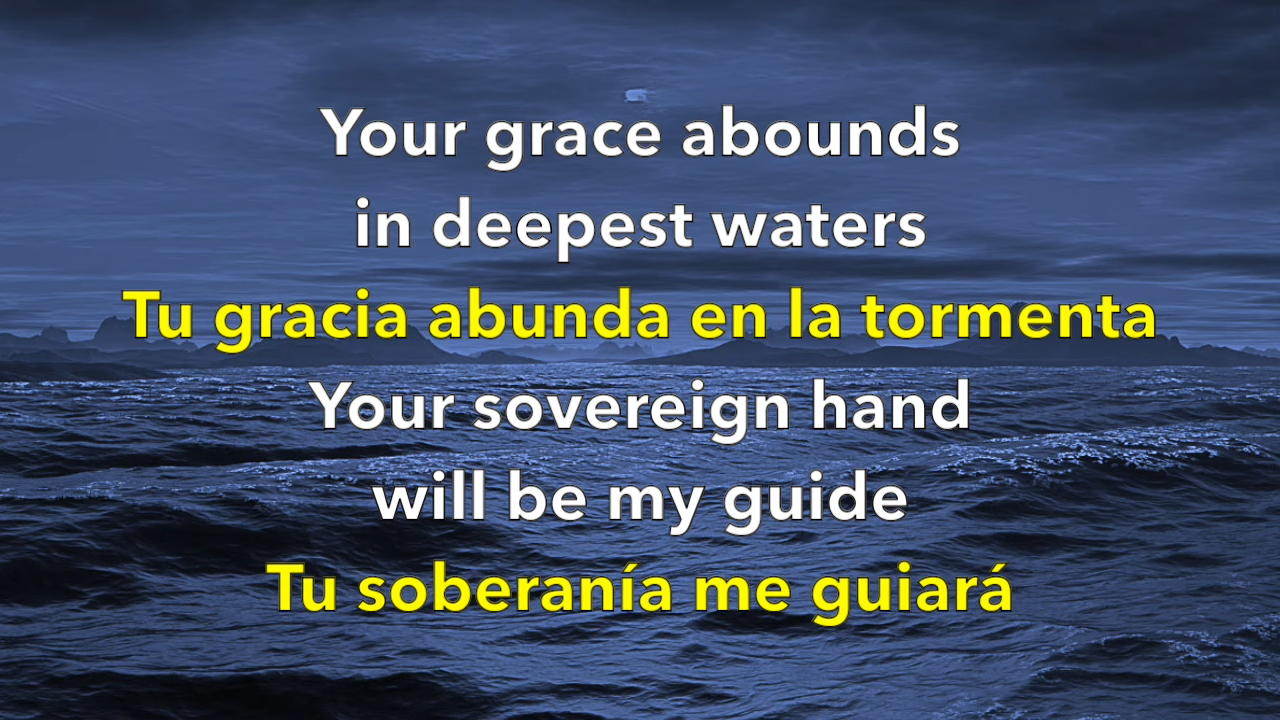 Your grace abounds
in deepest waters
Tu gracia abunda en la tormenta
Your sovereign hand
will be my guide
Tu soberanía me guiará